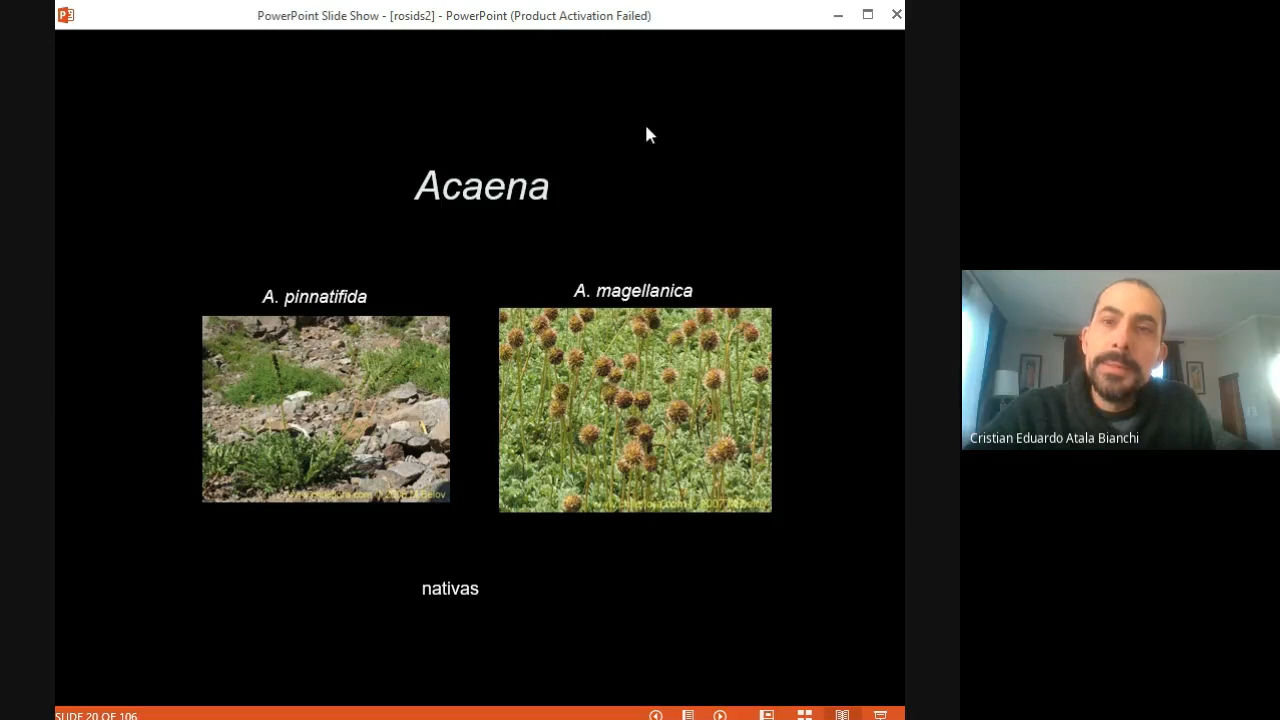 PowerPoint Slide Show - [rosids2] - PowerPoint (Product Activation Failed)
Acaena
A. pinnatifida
A. magellanica
Cristian Eduardo Atala Bianchi
nativas
SLIDE 20 OF 106